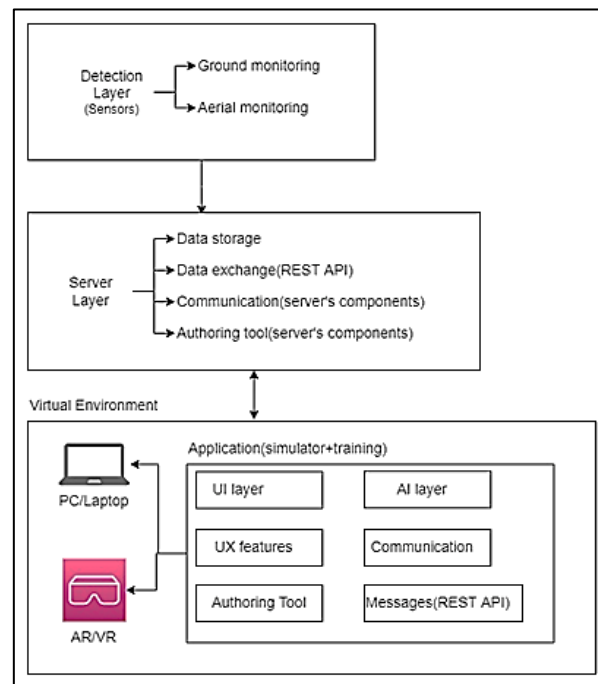 Detection
Layer
(Sensors)
Ground monitoring
Aerial monitoring
Server
Layer
Data storage
Data exchange(REST API)
Communication(server's components)
Authoring tool(server's components)
Virtual Environment
PC/Laptop
AR/VR
Application(simulator+training)
UI layer
AI layer
UX features
Communication
Authoring Tool
Messages(REST API)